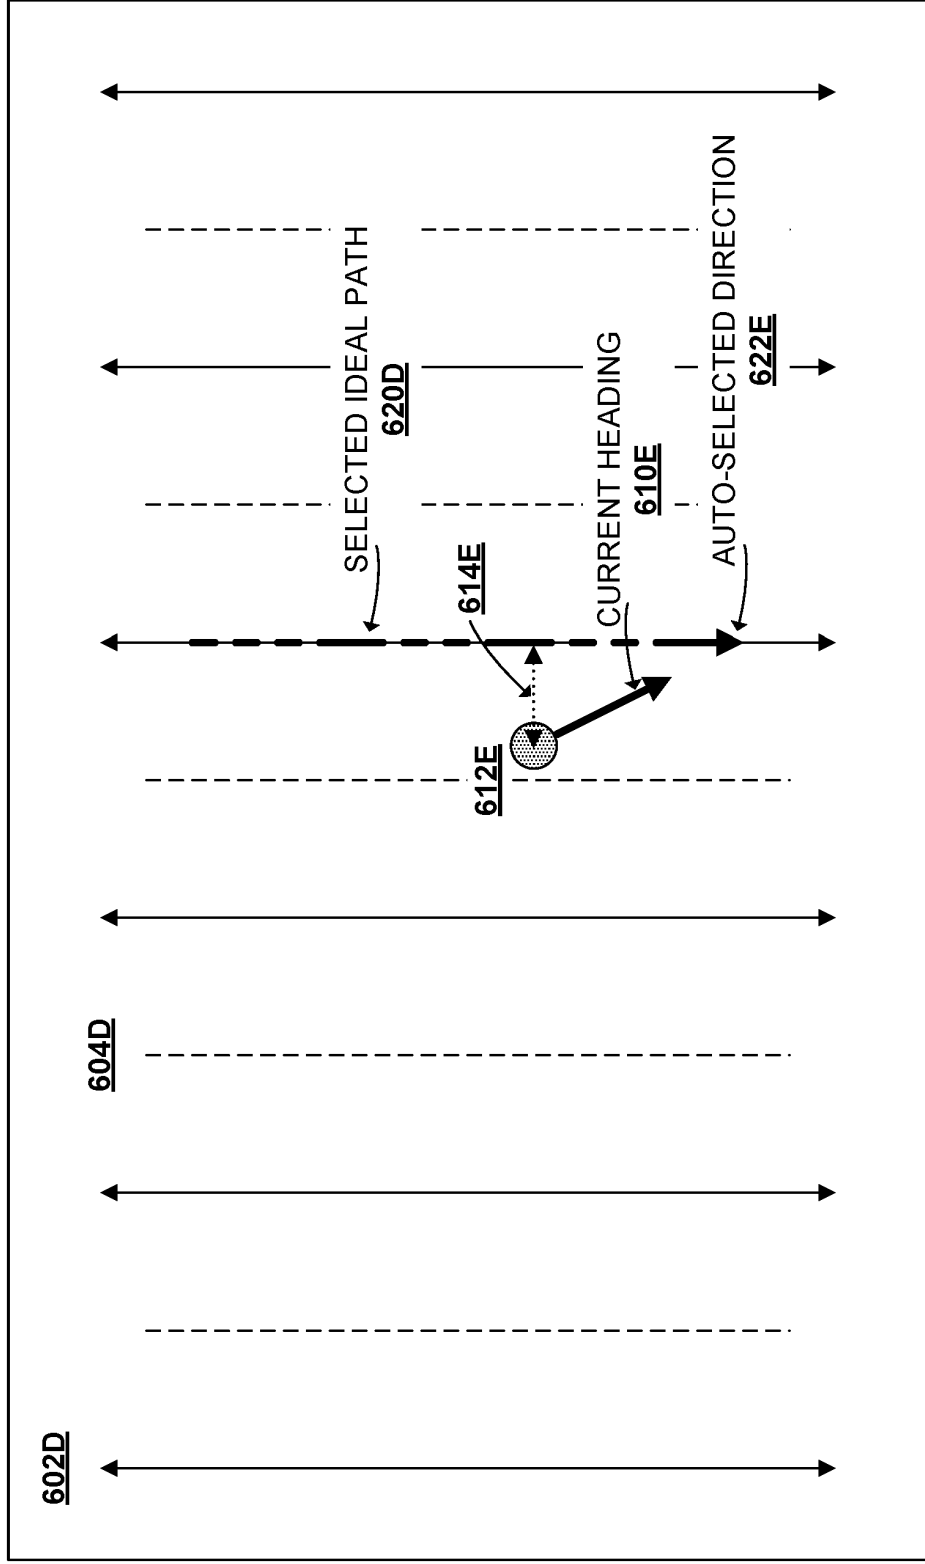 602D
604D
612E
614E
SELECTED IDEAL PATH
620D
CURRENT HEADING
610E
AUTO-SELECTED DIRECTION
622E